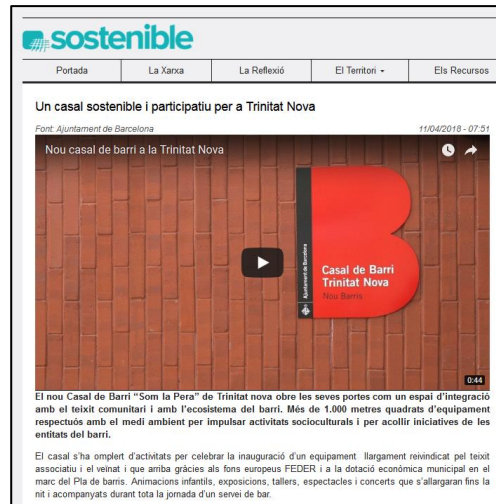 sostenible
Portada
La Xarxa
La Reflexió
El Territori
Els Recursos
Un casal sostenible i participatiu per a Trinitat Nova
Font: Ajuntament de Barcelona
11/04/2018 - 07:51
Nou casal de barri a la Trinitat Nova
Ajuntament de Barcelona
Casal de Barri
Trinitat Nova
Nou Barris
0:44
El nou Casal de Barri “Som la Pera” de Trinitat nova obre les seves portes com un espai d’integració
amb el teixit comunitari i amb l’ecosistema del barri. Més de 1.000 metres quadrats d’equipament
respectuós amb el medi ambient per impulsar activitats socioculturals i per acollir iniciatives de les
entitats del barri.
El casal s’ha omplert d’activitats per celebrar la inauguració d’un equipament llargament reivindicat pel teixit
associatiu i el veïnat i que arriba gràcies als fons europeus FEDER i a la dotació econòmica municipal en el
marc del Pla de barris. Animacions infantils, exposicions, tallers, espectacles i concerts que s’allargaran fins la
nit i acompanyats durant tota la jornada d’un servei de bar.